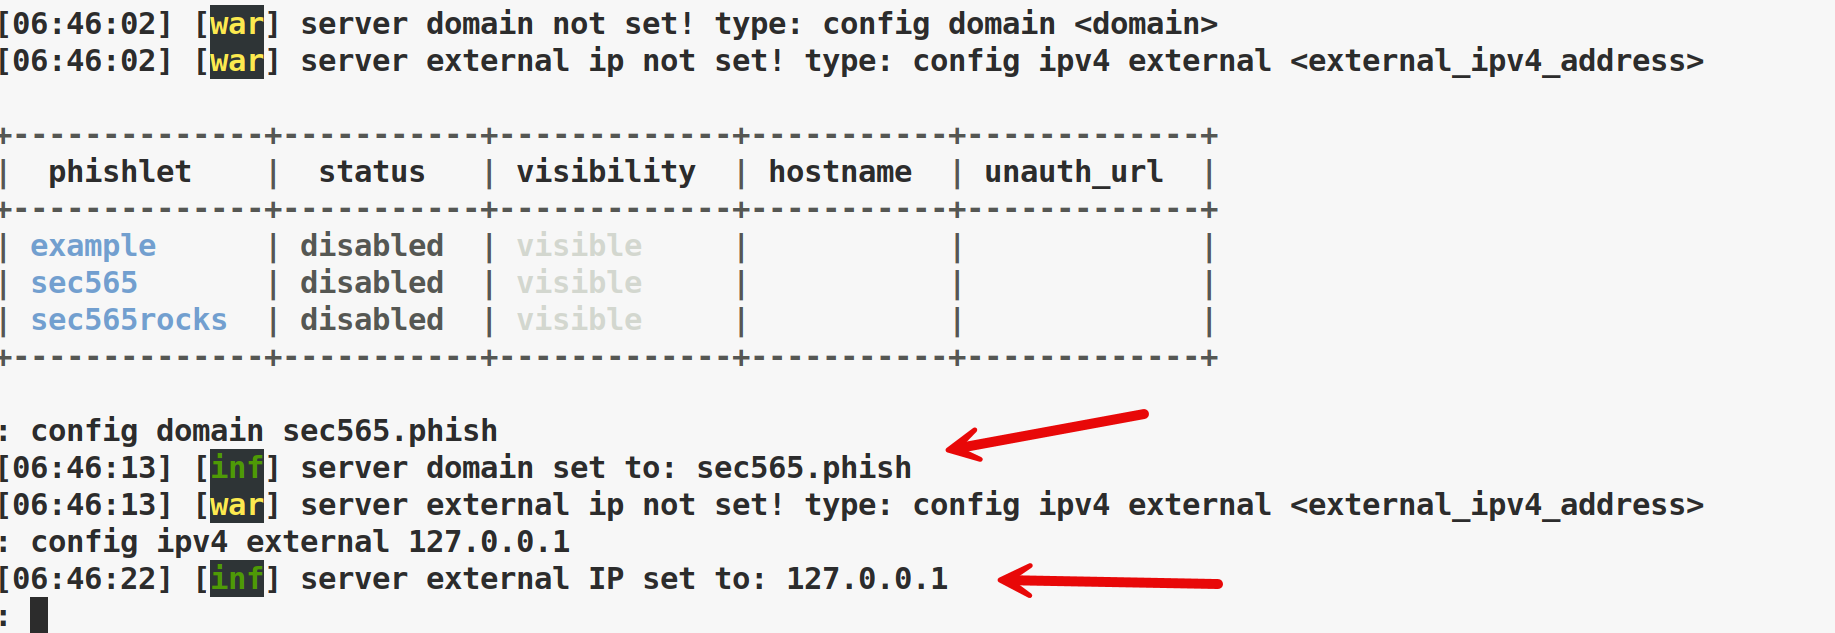 [06:46:02] [war] server domain not set! type: config domain <domain>
[06:46:02] [war] server external ip not set! type: config ipv4 external <external_ipv4_address>
+--------------+-----------+-------------+-----------+-------------+
|  phishlet    |  status   | visibility  | hostname  | unauth_url  |
+--------------+-----------+-------------+-----------+-------------+
| example      | disabled  | visible     |           |             |
| sec565       | disabled  | visible     |           |             |
| sec565rocks  | disabled  | visible     |           |             |
+--------------+-----------+-------------+-----------+-------------+
: config domain sec565.phish
[06:46:13] [inf] server domain set to: sec565.phish
[06:46:13] [war] server external ip not set! type: config ipv4 external <external_ipv4_address>
: config ipv4 external 127.0.0.1
[06:46:22] [inf] server external IP set to: 127.0.0.1
: